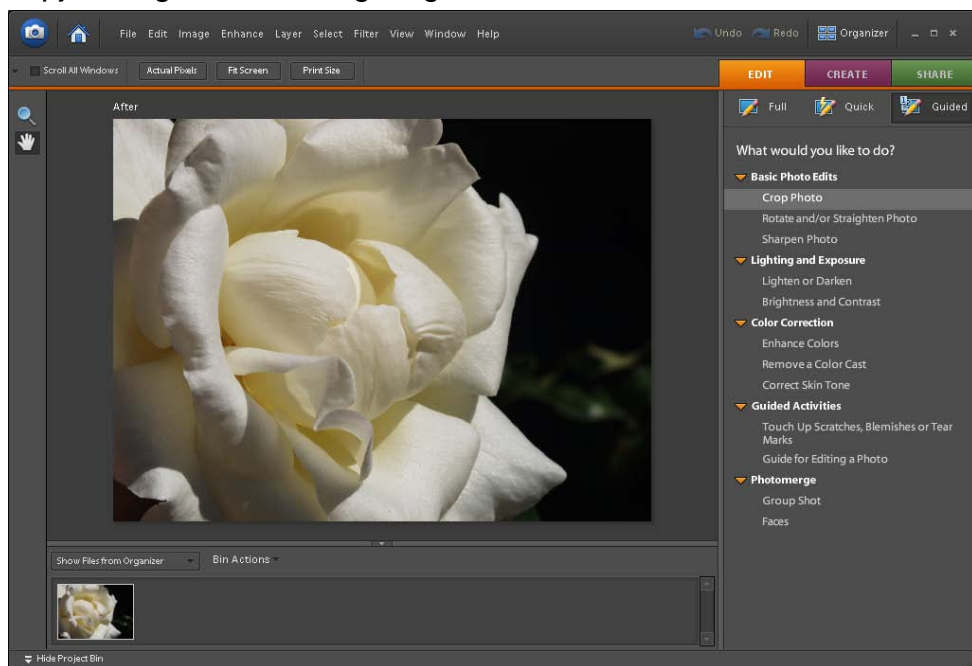 File Edit Image Enhance Layer Select Filter View Window Help
Undo Redo Organizer
Scroll All Windows Actual Pixels Fit Screen Print Size
EDIT CREATE SHARE
After
Full Quick Guided
What would you like to do?
Basic Photo Edits
Crop Photo
Rotate and/or Straighten Photo
Sharpen Photo
Lighting and Exposure
Lighten or Darken
Brightness and Contrast
Color Correction
Enhance Colors
Remove a Color Cast
Correct Skin Tone
Guided Activities
Touch Up Scratches, Blemishes or Tear
Marks
Guide for Editing a Photo
Photomerge
Group Shot
Faces
Show Files from Organizer Bin Actions
Hide Project Bin